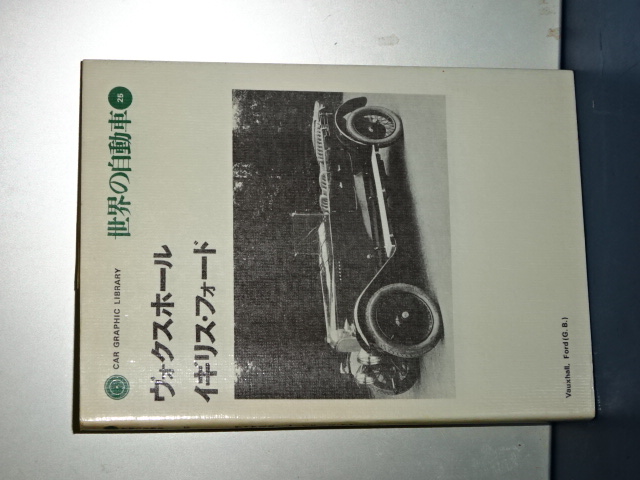 CAR GRAPHIC LIBRARY
世界の自動車 26
ヴォクスホール
イギリス・フォード
Vauxhall, Ford(G.B.)